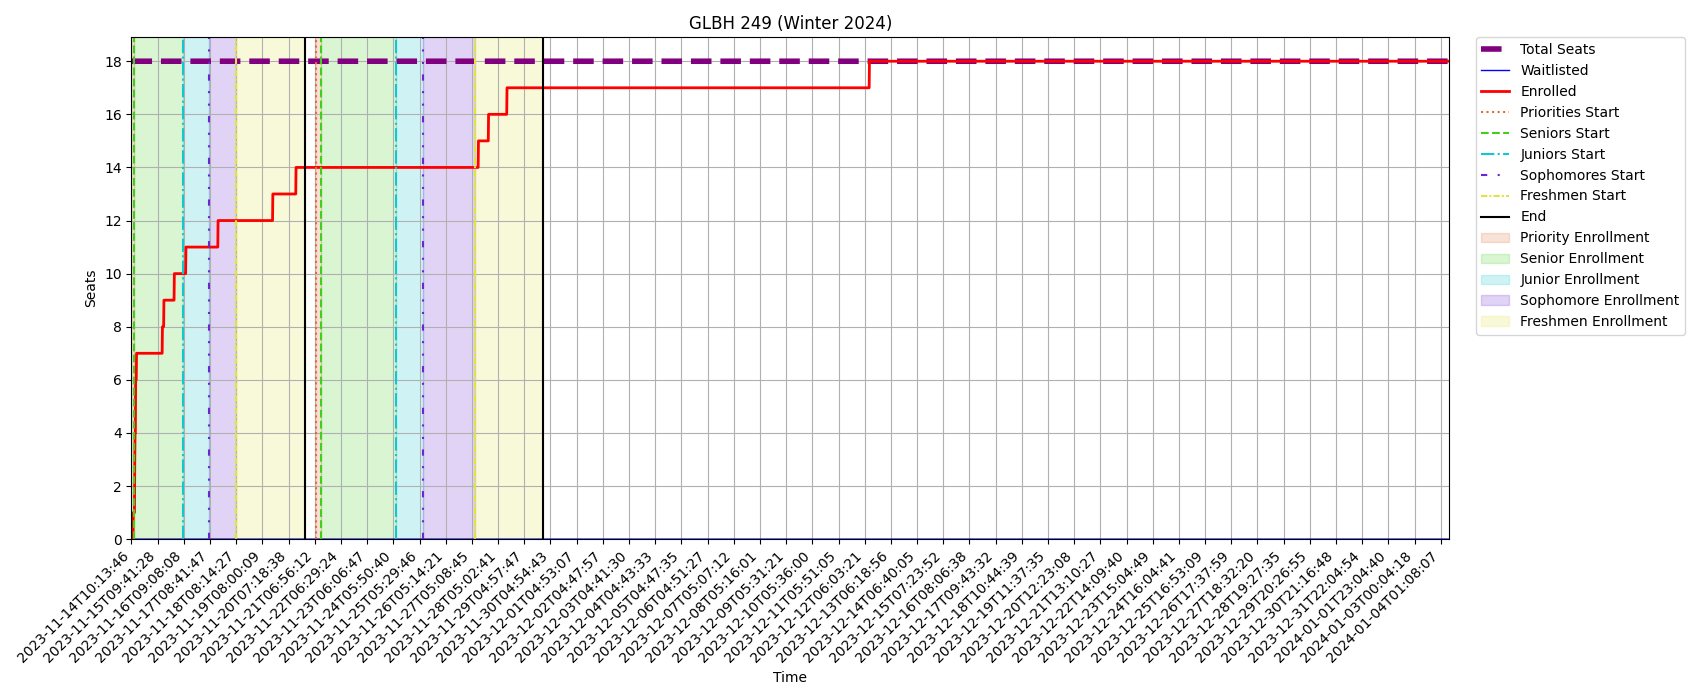 GLBH 249 (Winter 2024)
Seats
18
16
14
12
10
8
6
4
2
0
2023-11-14T10:13:46
2023-11-15T09:41:28
2023-11-16T09:08:08
2023-11-17T08:41:47
2023-11-18T08:14:27
2023-11-19T08:00:09
2023-11-20T07:18:38
2023-11-21T06:56:12
2023-11-22T06:29:24
2023-11-23T06:06:47
2023-11-24T05:50:40
2023-11-25T05:29:46
2023-11-26T05:14:21
2023-11-27T05:08:45
2023-11-28T05:02:41
2023-11-29T04:57:47
2023-11-30T04:54:43
2023-12-01T04:53:07
2023-12-02T04:47:57
2023-12-03T04:41:30
2023-12-04T04:43:33
2023-12-05T04:47:35
2023-12-06T04:51:27
2023-12-07T05:07:12
2023-12-08T05:16:01
2023-12-09T05:31:21
2023-12-10T05:36:00
2023-12-11T05:51:05
2023-12-12T06:03:21
2023-12-13T06:18:56
2023-12-14T06:40:05
2023-12-15T07:23:52
2023-12-16T08:06:38
2023-12-17T09:43:32
2023-12-18T10:44:39
2023-12-19T11:37:35
2023-12-20T12:23:08
2023-12-21T13:10:27
2023-12-22T14:09:40
2023-12-23T15:04:49
2023-12-24T16:04:41
2023-12-25T16:53:09
2023-12-26T17:37:59
2023-12-27T18:32:20
2023-12-28T19:27:35
2023-12-29T20:26:55
2023-12-30T21:16:48
2023-12-31T22:04:54
2024-01-01T23:04:40
2024-01-03T00:04:18
2024-01-04T01:08:07
Time
Total Seats
Waitlisted
Enrolled
Priorities Start
Seniors Start
Juniors Start
Sophomores Start
Freshmen Start
End
Priority Enrollment
Senior Enrollment
Junior Enrollment
Sophomore Enrollment
Freshmen Enrollment